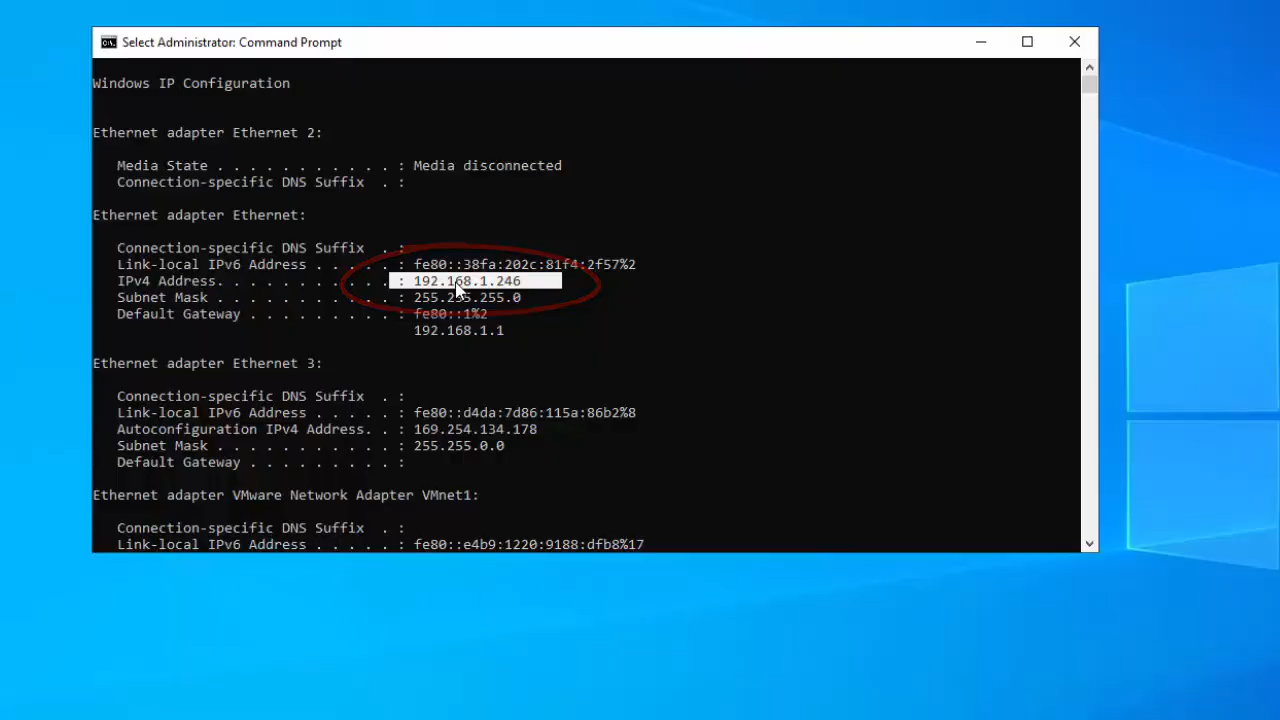 Select Administrator: Command Prompt
Windows IP Configuration
Ethernet adapter Ethernet 2:
Media State . . . . . . . . . . . : Media disconnected
Connection-specific DNS Suffix . :
Ethernet adapter Ethernet:
Connection-specific DNS Suffix . :
Link-local IPv6 Address . . . . . : fe80::38fa:202c:81f4:2f57%2
IPv4 Address. . . . . . . . . . . : 192.168.1.246
Subnet Mask . . . . . . . . . . . : 255.255.255.0
Default Gateway . . . . . . . . . : fe80::1%2
192.168.1.1
Ethernet adapter Ethernet 3:
Connection-specific DNS Suffix . :
Link-local IPv6 Address . . . . . : fe80::d4da:7d86:115a:86b2%8
Autoconfiguration IPv4 Address. . : 169.254.134.178
Subnet Mask . . . . . . . . . . . : 255.255.0.0
Default Gateway . . . . . . . . . :
Ethernet adapter VMware Network Adapter VMnet1:
Connection-specific DNS Suffix . :
Link-local IPv6 Address . . . . . : fe80::e4b9:1220:9188:dfb8%17